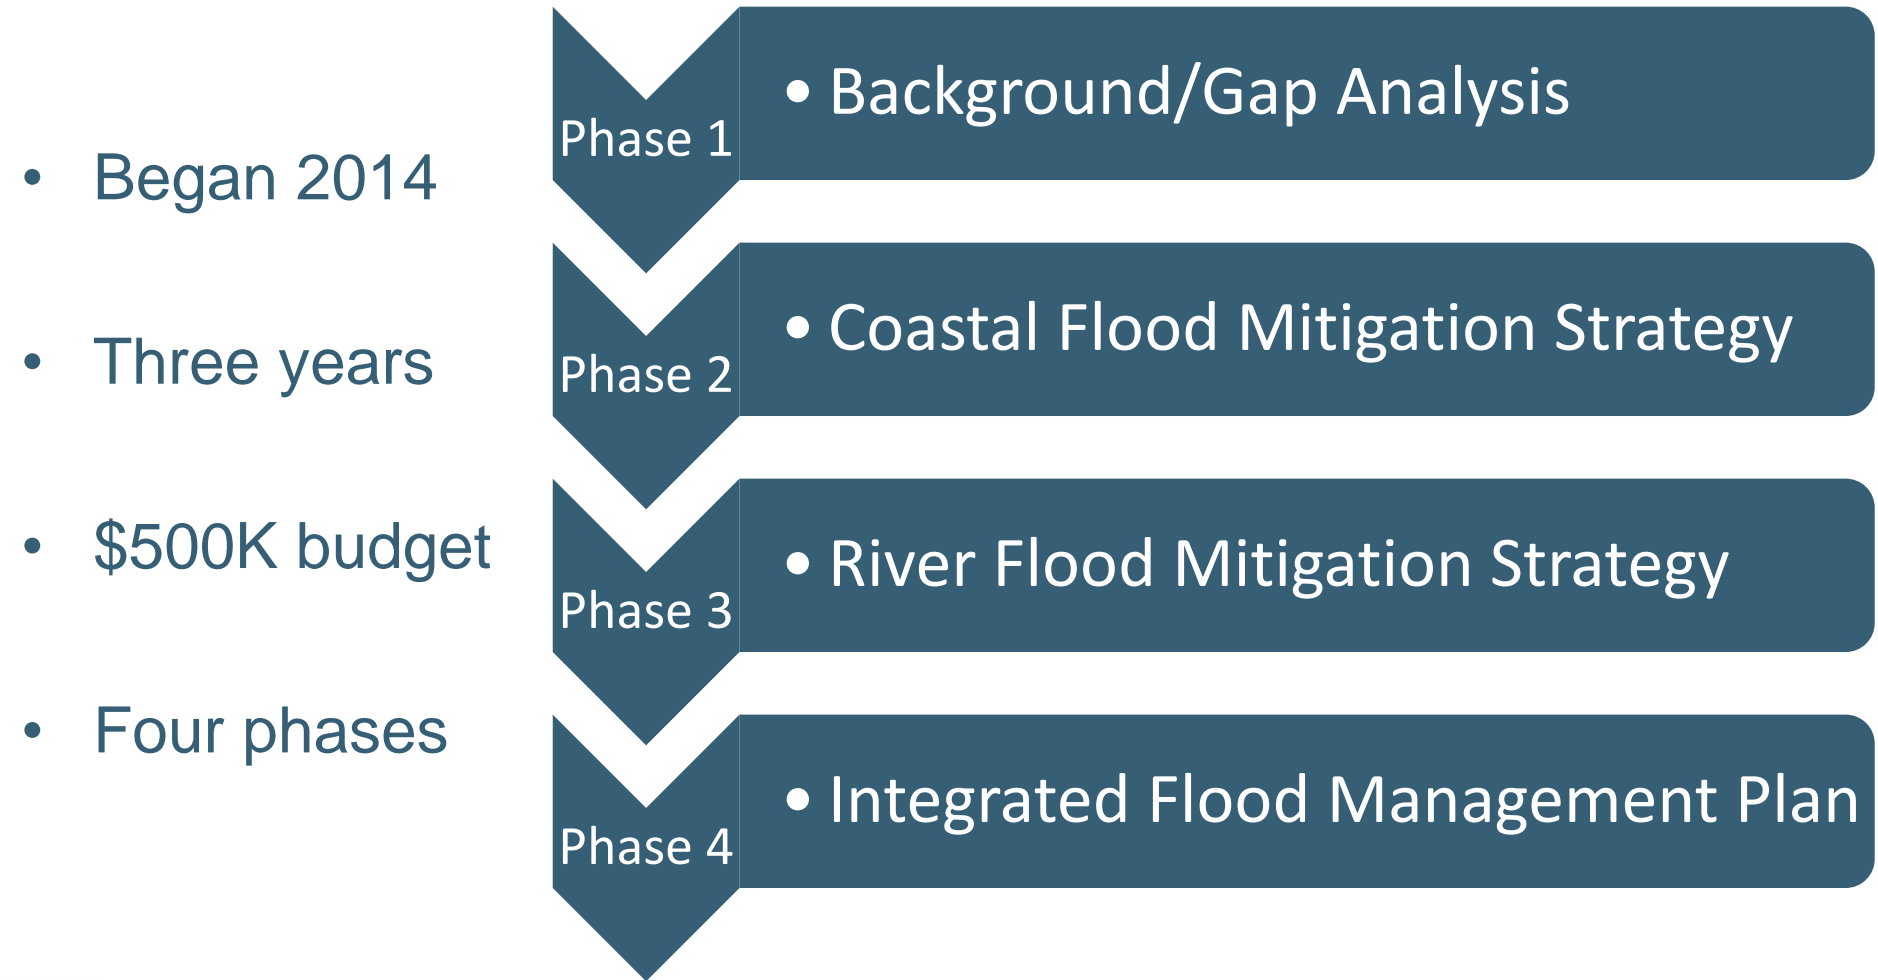 • Began 2014
• Three years
• $500K budget
• Four phases
Phase 1
• Background/Gap Analysis
Phase 2
• Coastal Flood Mitigation Strategy
Phase 3
• River Flood Mitigation Strategy
Phase 4
• Integrated Flood Management Plan